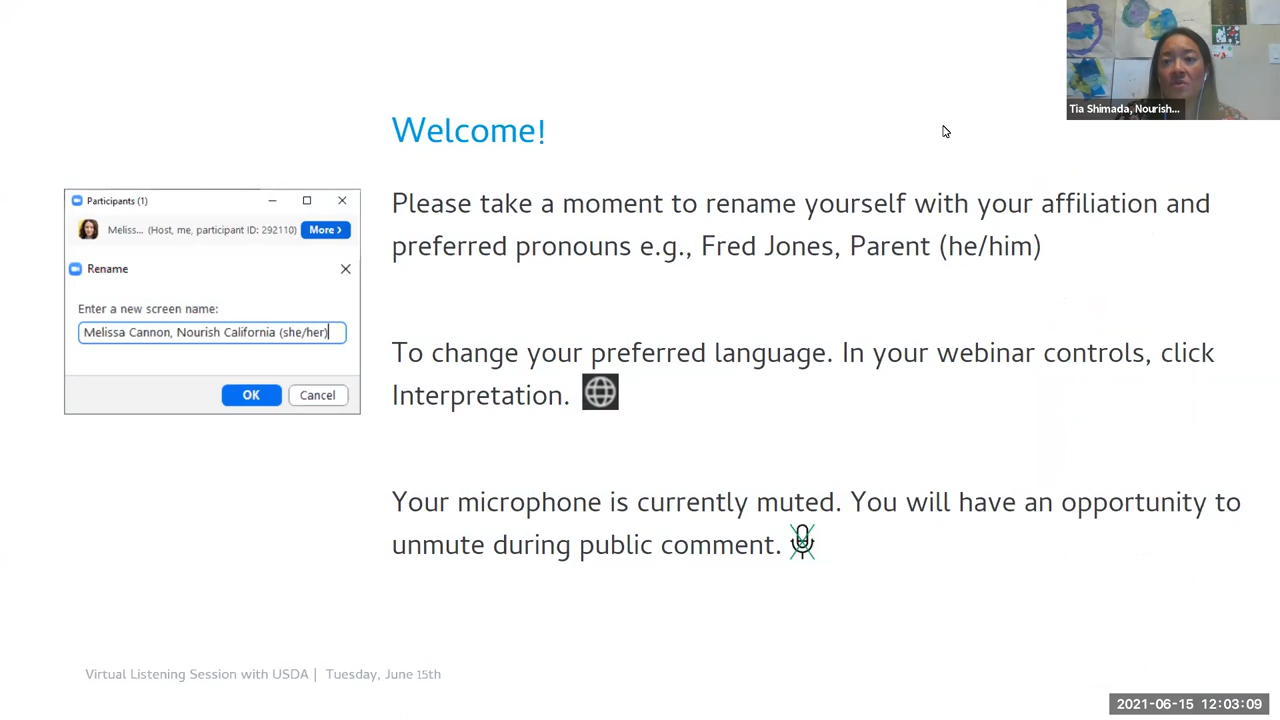 Tia Shimada, Nourish...
Welcome!
Participants (1)
Meliss... (Host, me, participant ID: 292110) More >
Rename
Enter a new screen name:
Melissa Cannon, Nourish California (she/her)
OK Cancel
Please take a moment to rename yourself with your affiliation and
preferred pronouns e.g., Fred Jones, Parent (he/him)
To change your preferred language. In your webinar controls, click
Interpretation.
Your microphone is currently muted. You will have an opportunity to
unmute during public comment.
Virtual Listening Session with USDA | Tuesday, June 15th
2021-06-15 12:03:09